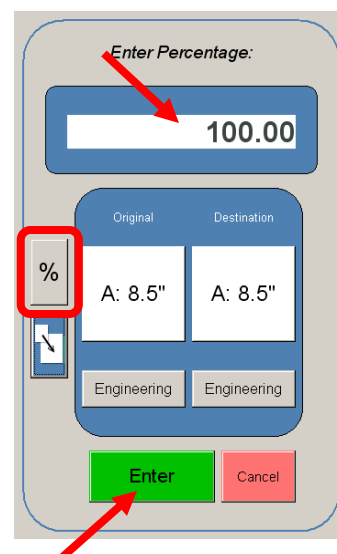 Enter Percentage:
100.00
Original Destination
% A: 8.5" A: 8.5"
Engineering Engineering
Enter Cancel